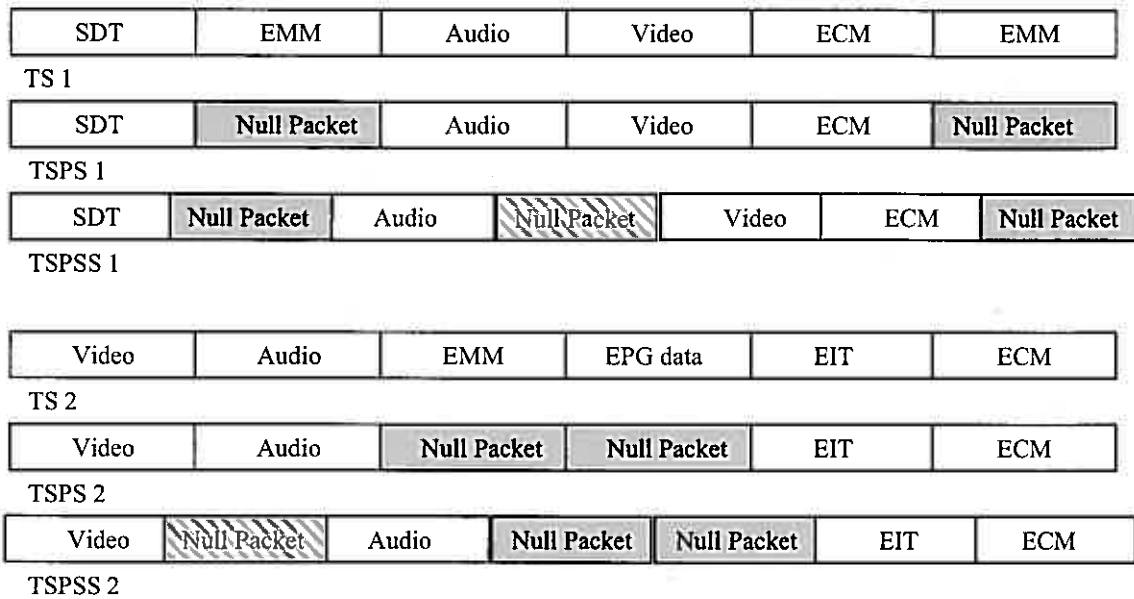 SDT EMM Audio Video ECM EMM
TS 1
SDT Null Packet Audio Video ECM Null Packet
TSPS 1
SDT Null Packet Audio Null Packet Video ECM Null Packet
TSPSS 1
Video Audio EMM EPG data EIT ECM
TS 2
Video Audio Null Packet Null Packet EIT ECM
TSPS 2
Video Null Packet Audio Null Packet Null Packet EIT ECM
TSPSS 2